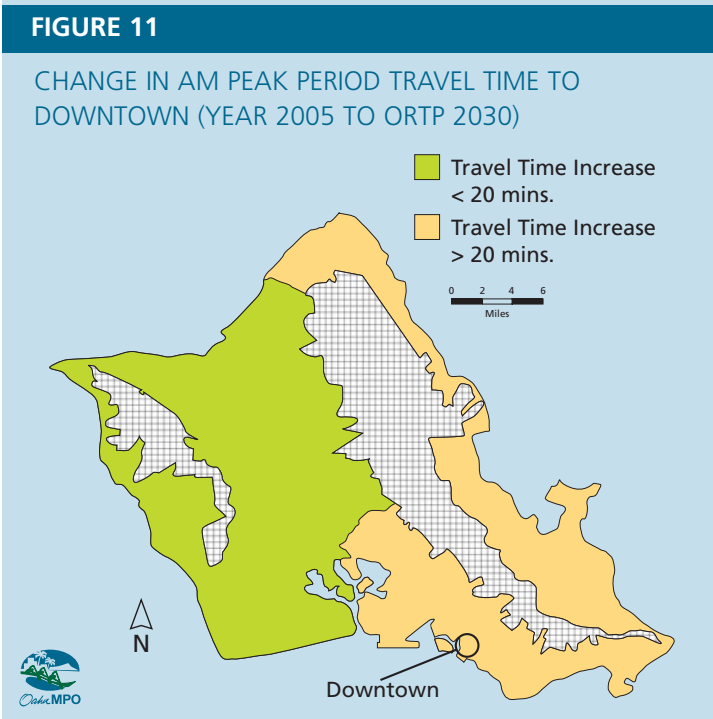 FIGURE 11
CHANGE IN AM PEAK PERIOD TRAVEL TIME TO
DOWNTOWN (YEAR 2005 TO ORTP 2030)
Travel Time Increase
< 20 mins.
Travel Time Increase
> 20 mins.
0 2 4 6
Miles
N
Downtown
OahuMPO